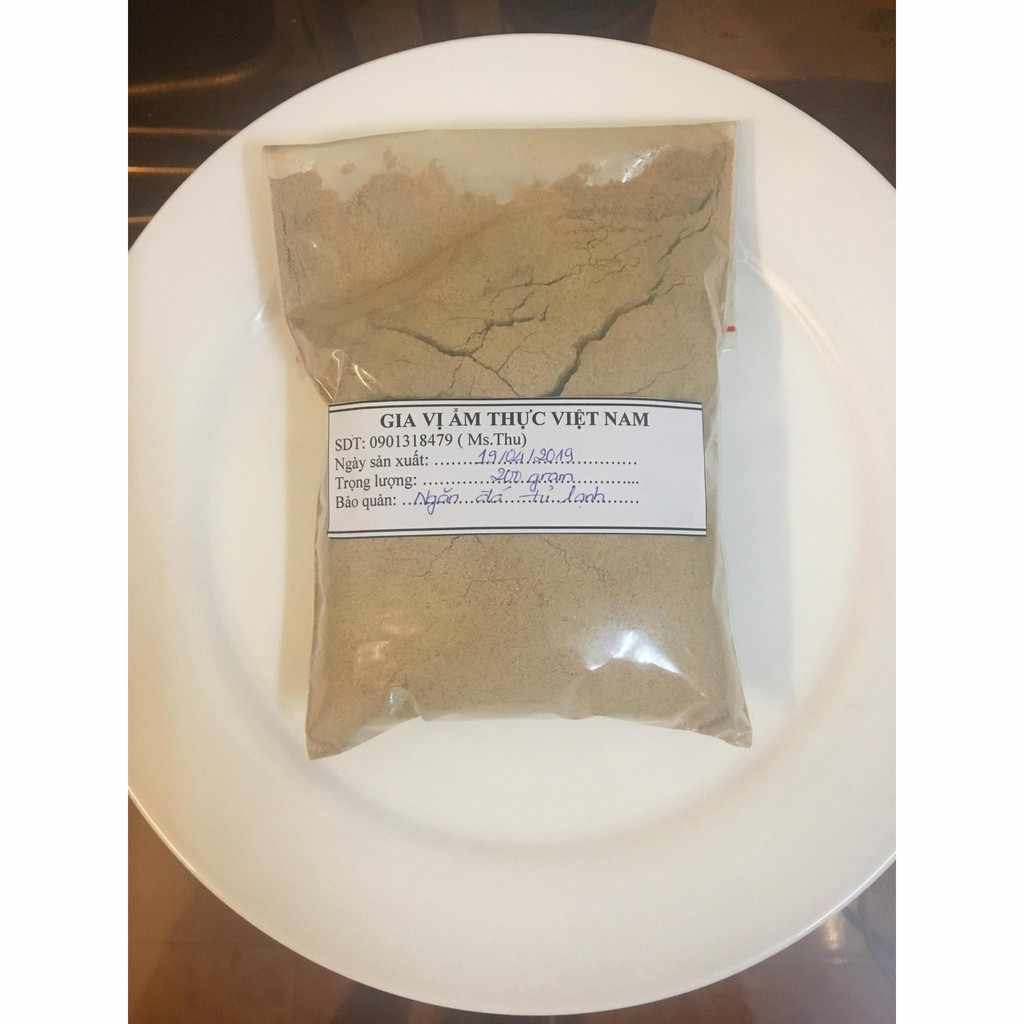 GIA VỊ ẨM THỰC VIỆT NAM
SDT: 0901318479 ( Ms.Thu)
Ngày sản xuất: .......19/04/2019............
Trọng lượng: ............200 gram............
Bảo quản: ..Ngăn...đá.....tủ...lạnh......